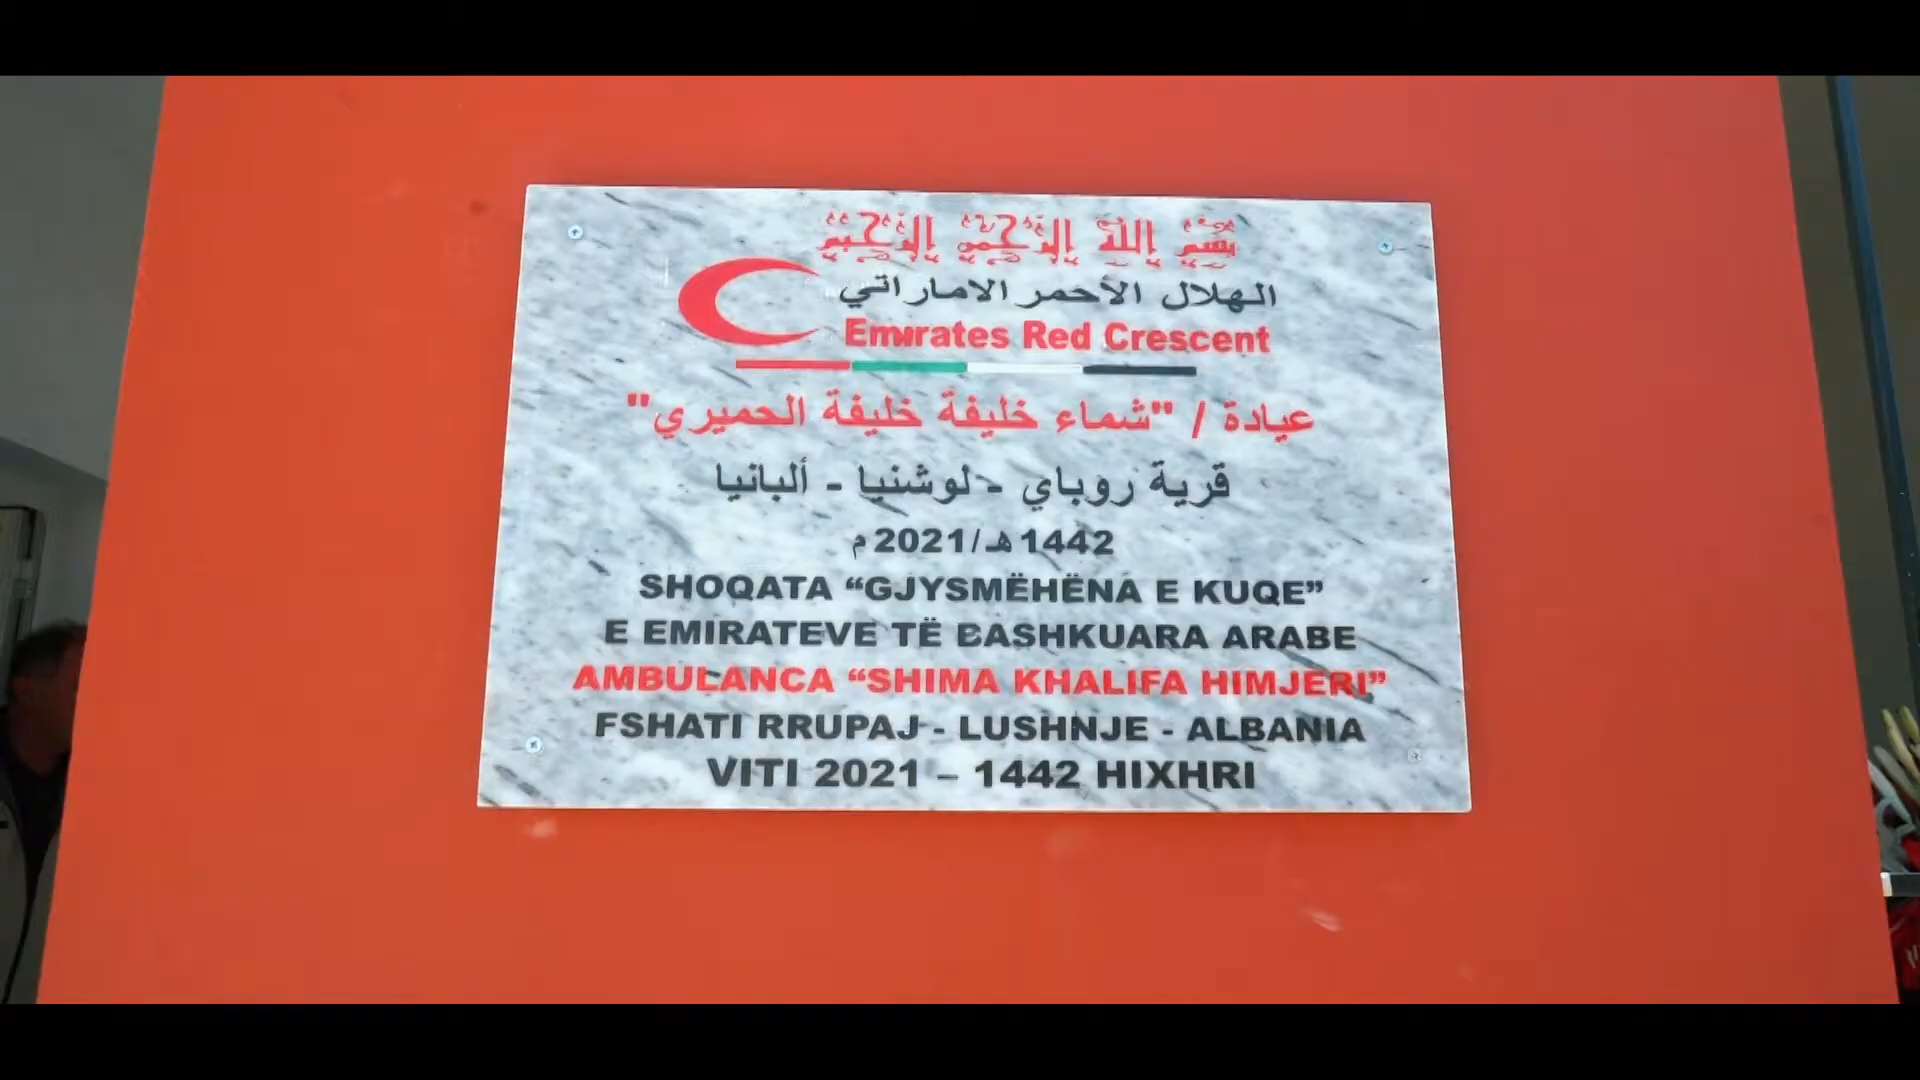 بسم الله الرحمن الرحيم
الهلال الأحمر الاماراتي
Emirates Red Crescent
عيادة / "شماء خليفة خليفة الحميري"
قرية روباي - لوشنيا - ألبانيا
1442هـ/2021م
SHOQATA “GJYSMËHËNA E KUQE”
E EMIRATEVE TË BASHKUARA ARABE
AMBULANCA “SHIMA KHALIFA HIMJERI”
FSHATI RRUPAJ - LUSHNJE - ALBANIA
VITI 2021 – 1442 HIXHRI